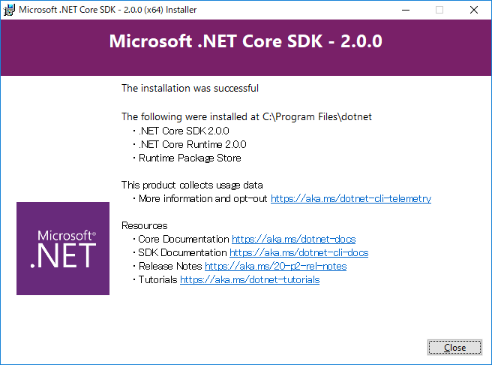 Microsoft .NET Core SDK - 2.0.0 (x64) Installer
Microsoft .NET Core SDK - 2.0.0
The installation was successful
The following were installed at C:\Program Files\dotnet
・.NET Core SDK 2.0.0
・.NET Core Runtime 2.0.0
・Runtime Package Store
This product collects usage data
・More information and opt-out https://aka.ms/dotnet-cli-telemetry
Microsoft®
.NET
Resources
・Core Documentation https://aka.ms/dotnet-docs
・SDK Documentation https://aka.ms/dotnet-cli-docs
・Release Notes https://aka.ms/20-p2-rel-notes
・Tutorials https://aka.ms/dotnet-tutorials
Close